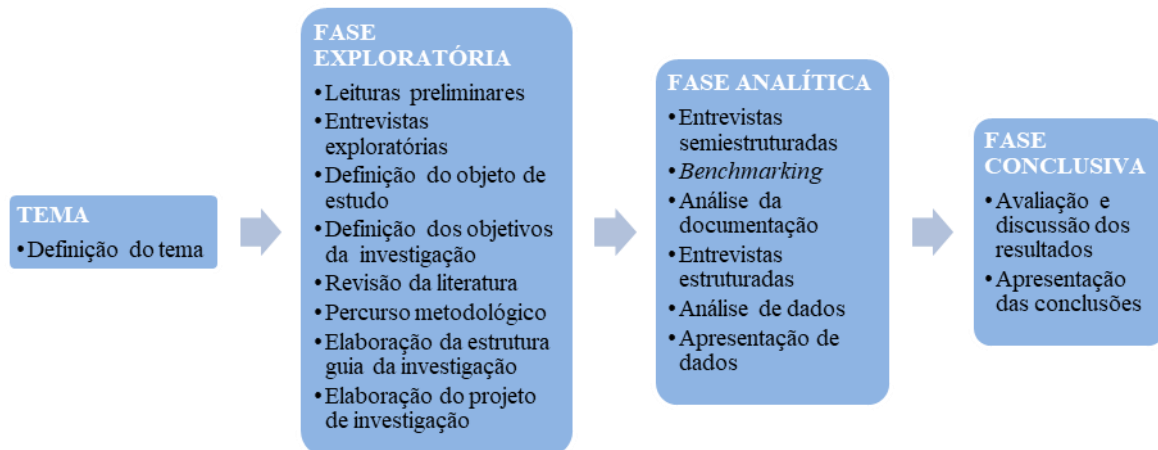 TEMA
• Definição do tema
FASE
EXPLORATÓRIA
• Leituras preliminares
• Entrevistas
exploratórias
• Definição do objeto de
estudo
• Definição dos objetivos
da investigação
• Revisão da literatura
• Percurso metodológico
• Elaboração da estrutura
guia da investigação
• Elaboração do projeto
de investigação
FASE ANALÍTICA
• Entrevistas
semiestruturadas
• Benchmarking
• Análise da
documentação
• Entrevistas
estruturadas
• Análise de dados
• Apresentação de
dados
FASE
CONCLUSIVA
• Avaliação e
discussão dos
resultados
• Apresentação
das conclusões